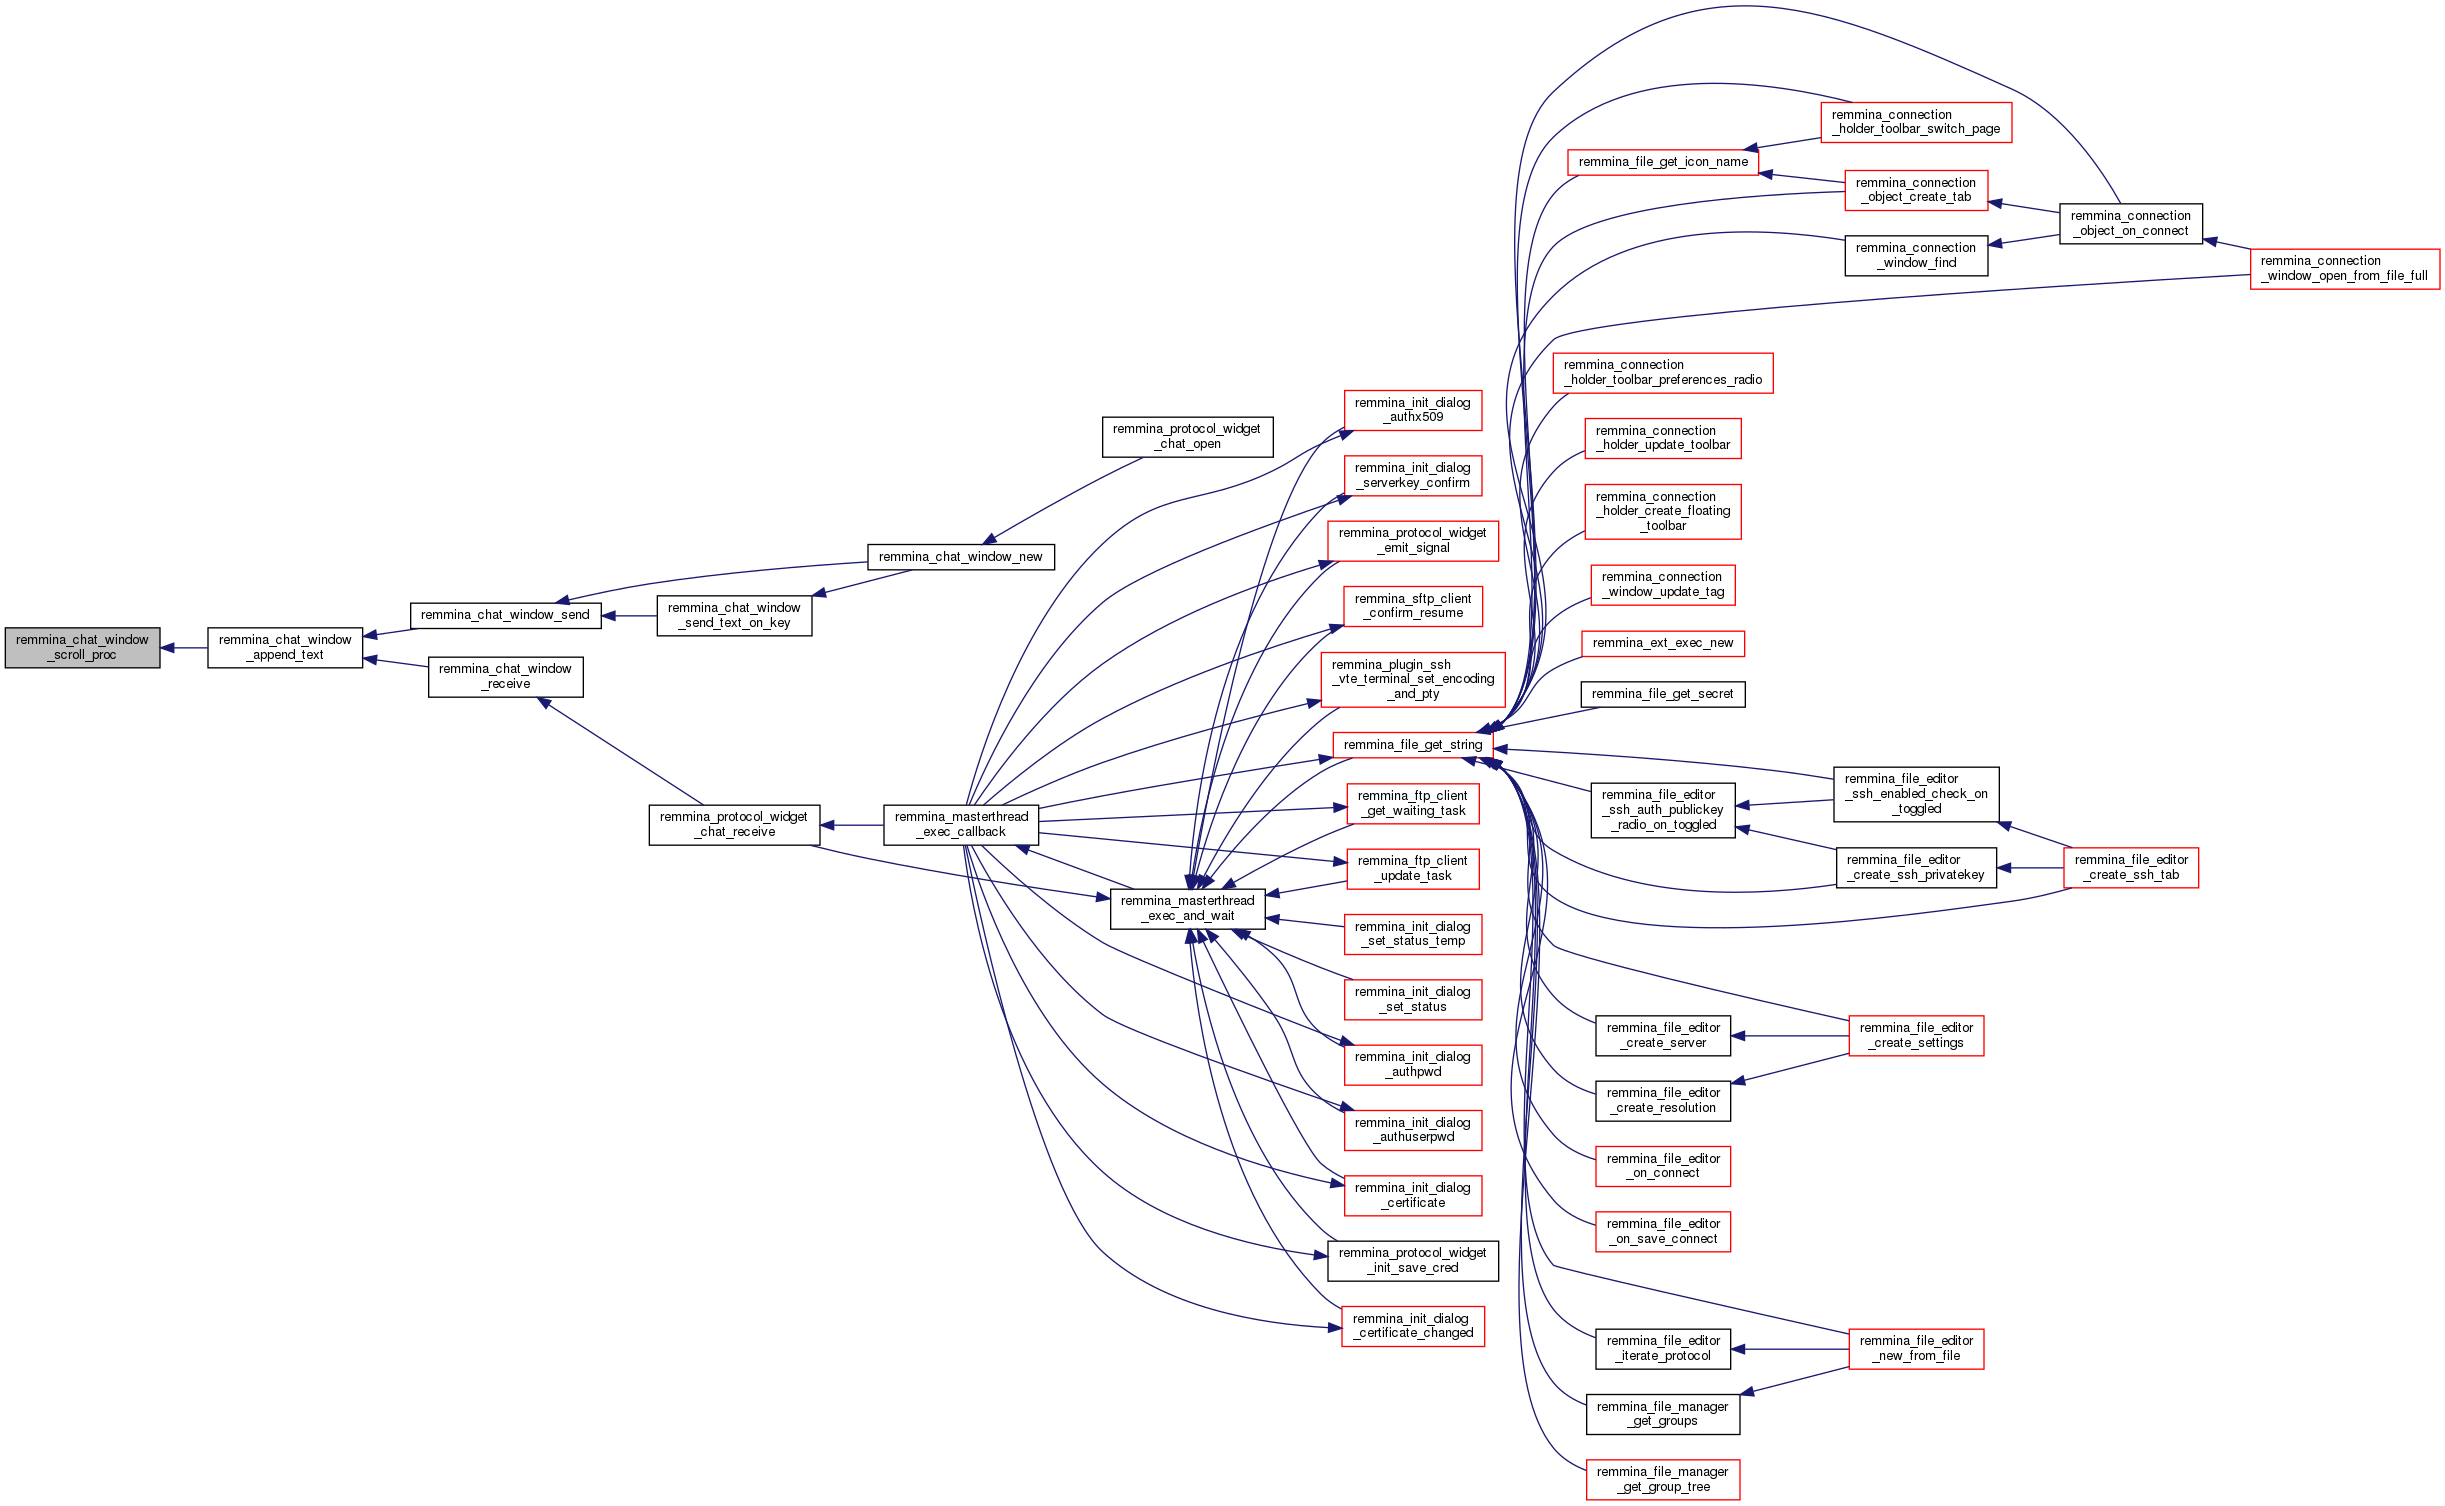 remmina_chat_window
_scroll_proc
remmina_chat_window
_append_text
remmina_chat_window_send
remmina_chat_window
_receive
remmina_chat_window
_send_text_on_key
remmina_protocol_widget
_chat_receive
remmina_chat_window_new
remmina_masterthread
_exec_callback
remmina_protocol_widget
_chat_open
remmina_masterthread
_exec_and_wait
remmina_init_dialog
_authx509
remmina_init_dialog
_serverkey_confirm
remmina_protocol_widget
_emit_signal
remmina_sftp_client
_confirm_resume
remmina_plugin_ssh
_vte_terminal_set_encoding
_and_pty
remmina_file_get_string
remmina_ftp_client
_get_waiting_task
remmina_ftp_client
_update_task
remmina_init_dialog
_set_status_temp
remmina_init_dialog
_set_status
remmina_init_dialog
_authpwd
remmina_init_dialog
_authuserpwd
remmina_init_dialog
_certificate
remmina_protocol_widget
_init_save_cred
remmina_init_dialog
_certificate_changed
remmina_file_get_icon_name
remmina_connection
_holder_toolbar_preferences_radio
remmina_connection
_holder_update_toolbar
remmina_connection
_holder_create_floating
_toolbar
remmina_connection
_window_update_tag
remmina_ext_exec_new
remmina_file_get_secret
remmina_file_editor
_ssh_auth_publickey
_radio_on_toggled
remmina_file_editor
_create_server
remmina_file_editor
_create_resolution
remmina_file_editor
_on_connect
remmina_file_editor
_on_save_connect
remmina_file_editor
_iterate_protocol
remmina_file_manager
_get_groups
remmina_file_manager
_get_group_tree
remmina_connection
_holder_toolbar_switch_page
remmina_connection
_object_create_tab
remmina_connection
_window_find
remmina_file_editor
_ssh_enabled_check_on
_toggled
remmina_file_editor
_create_ssh_privatekey
remmina_file_editor
_create_settings
remmina_file_editor
_new_from_file
remmina_connection
_object_on_connect
remmina_file_editor
_create_ssh_tab
remmina_connection
_window_open_from_file_full